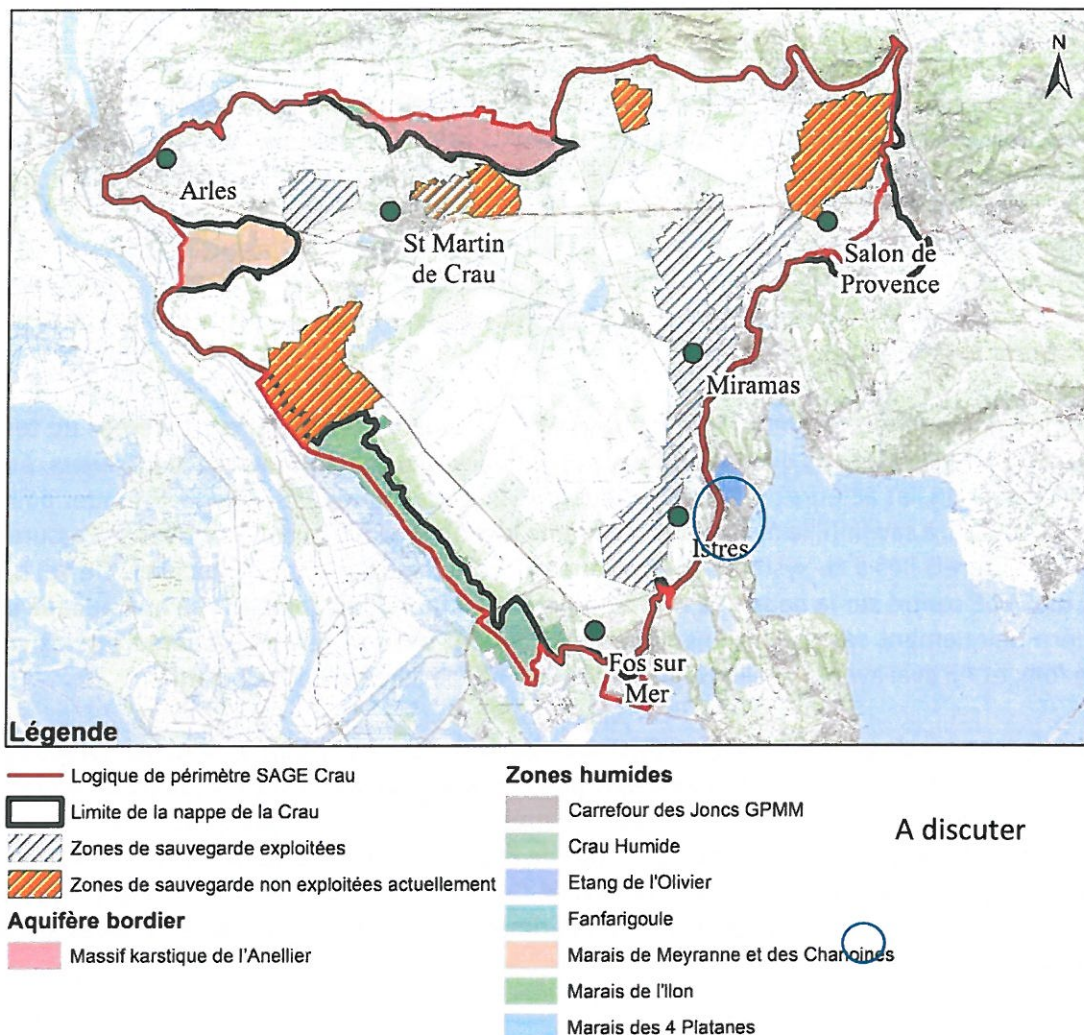 N
Arles
St Martin
de Crau
Salon de
Provence
Miramas
Istres
Fos sur
Mer
Légende
Logique de périmètre SAGE Crau
Limite de la nappe de la Crau
Zones de sauvegarde exploitées
Zones de sauvegarde non exploitées actuellement
Aquifère bordier
Massif karstique de l'Anellier
Zones humides
Carrefour des Joncs GPMM
Crau Humide
Etang de l'Olivier
Fanfarigoule
Marais de Meyranne et des Chanoines
Marais de l'Ilon
Marais des 4 Platanes
A discuter